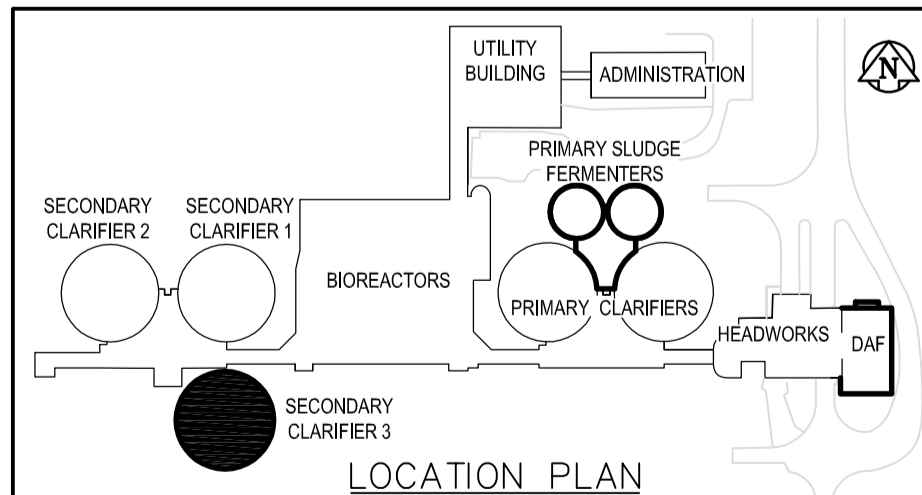 UTILITY
BUILDING
ADMINISTRATION
N
PRIMARY SLUDGE
FERMENTERS
SECONDARY
CLARIFIER 2
SECONDARY
CLARIFIER 1
BIOREACTORS
PRIMARY CLARIFIERS
HEADWORKS
DAF
SECONDARY
CLARIFIER 3
LOCATION PLAN